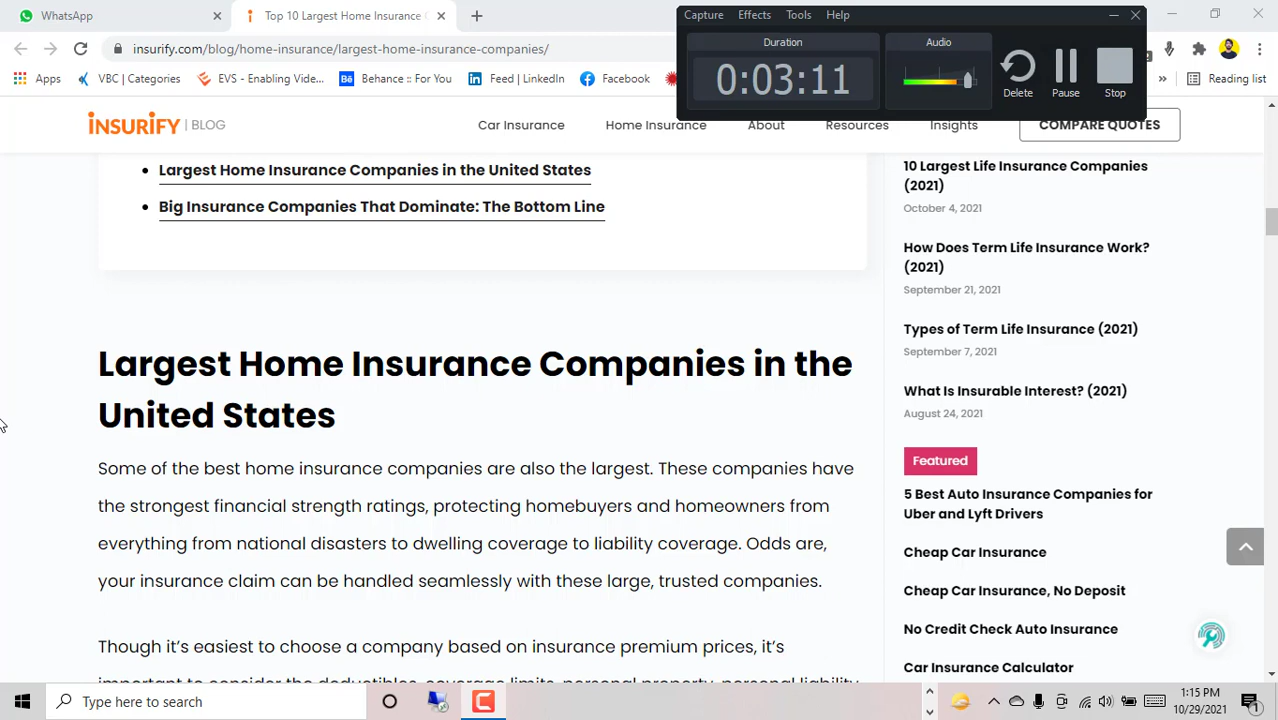 WhatsApp
Top 10 Largest Home Insurance
Capture Effects Tools Help
Duration
Audio
0:03:11
Delete
Pause
Stop
insurify.com/blog/home-insurance/largest-home-insurance-companies/
Apps
VBC | Categories
EVS - Enabling Vide...
Behance :: For You
Feed | LinkedIn
Facebook
Reading list
INSURIFY | BLOG
Car Insurance
Home Insurance
About
Resources
Insights
COMPARE QUOTES
Largest Home Insurance Companies in the United States
Big Insurance Companies That Dominate: The Bottom Line
Largest Home Insurance Companies in the
United States
Some of the best home insurance companies are also the largest. These companies have
the strongest financial strength ratings, protecting homebuyers and homeowners from
everything from national disasters to dwelling coverage to liability coverage. Odds are,
your insurance claim can be handled seamlessly with these large, trusted companies.
Though it's easiest to choose a company based on insurance premium prices, it's
important to consider the deductibles, coverage limits, personal property, personal liability
10 Largest Life Insurance Companies
(2021)
October 4, 2021
How Does Term Life Insurance Work?
(2021)
September 21, 2021
Types of Term Life Insurance (2021)
September 7, 2021
What Is Insurable Interest? (2021)
August 24, 2021
Featured
5 Best Auto Insurance Companies for
Uber and Lyft Drivers
Cheap Car Insurance
Cheap Car Insurance, No Deposit
No Credit Check Auto Insurance
Car Insurance Calculator
Type here to search
1:15 PM
10/29/2021